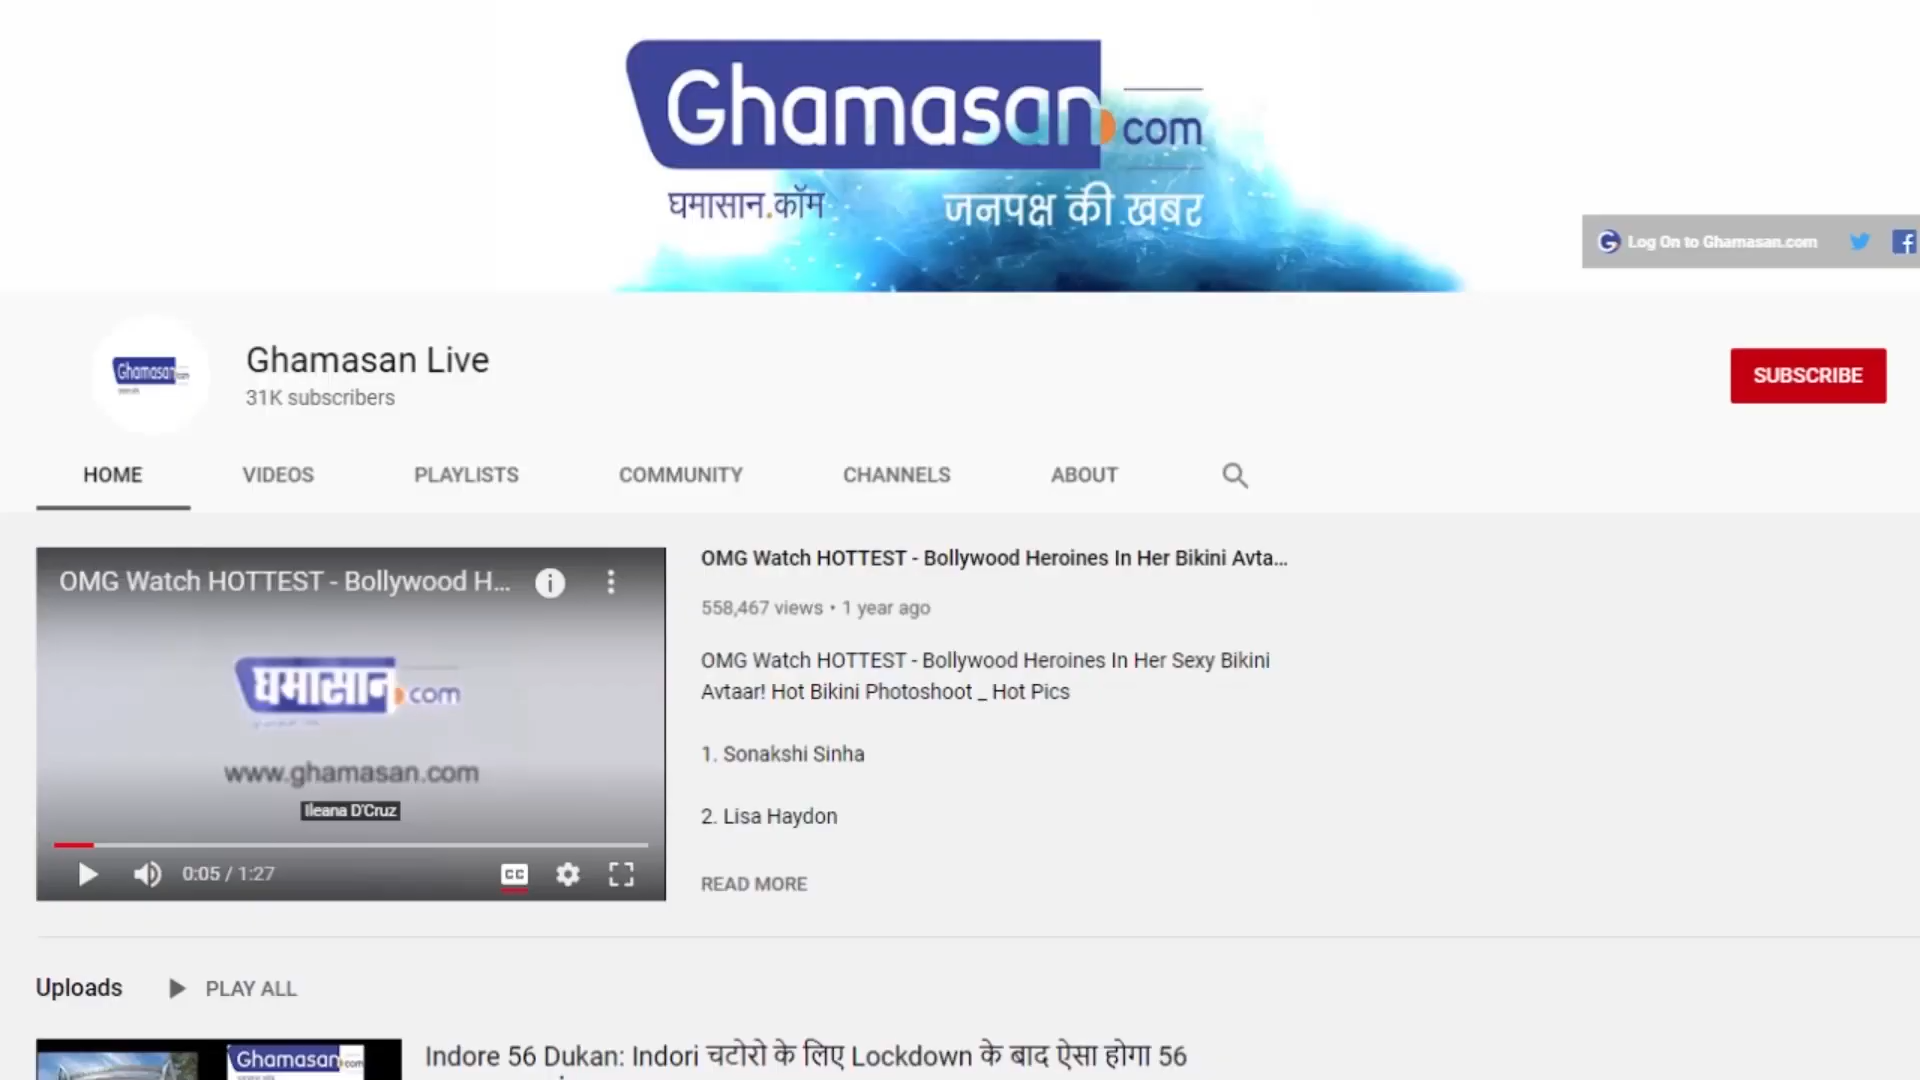 Ghamasan.com
घमासान.कॉम
जनपक्ष की खबर
Log On to Ghamasan.com
Ghamasan
Ghamasan Live
31K subscribers
SUBSCRIBE
HOME VIDEOS PLAYLISTS COMMUNITY CHANNELS ABOUT
OMG Watch HOTTEST - Bollywood H...
घमासान.com
www.ghamasan.com
Ileana D'Cruz
0:05 / 1:27
CC
OMG Watch HOTTEST - Bollywood Heroines In Her Bikini Avta...
558,467 views • 1 year ago
OMG Watch HOTTEST - Bollywood Heroines In Her Sexy Bikini
Avtaar! Hot Bikini Photoshoot _ Hot Pics
1. Sonakshi Sinha
2. Lisa Haydon
READ MORE
Uploads PLAY ALL
Ghamasan.com
Indore 56 Dukan: Indori चटोरो के लिए Lockdown के बाद ऐसा होगा 56